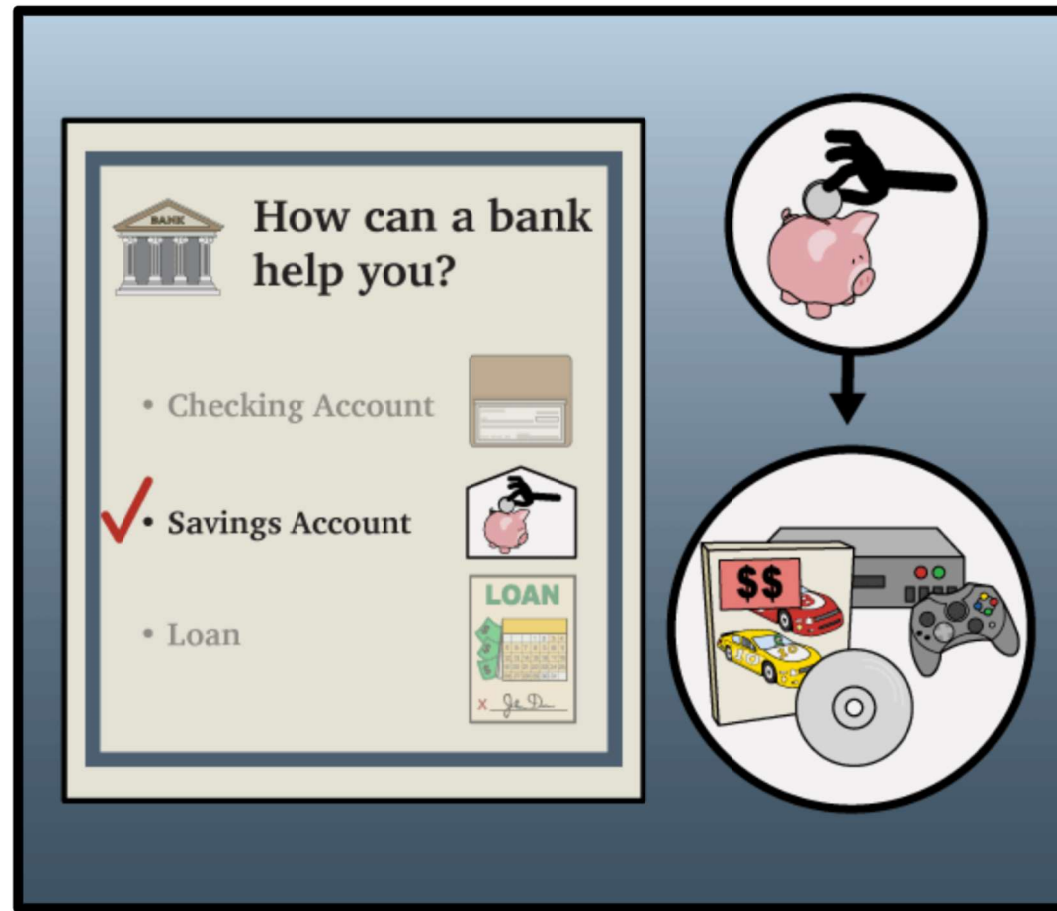 BANK
How can a bank
help you?
• Checking Account
• Savings Account
• Loan
LOAN
$$